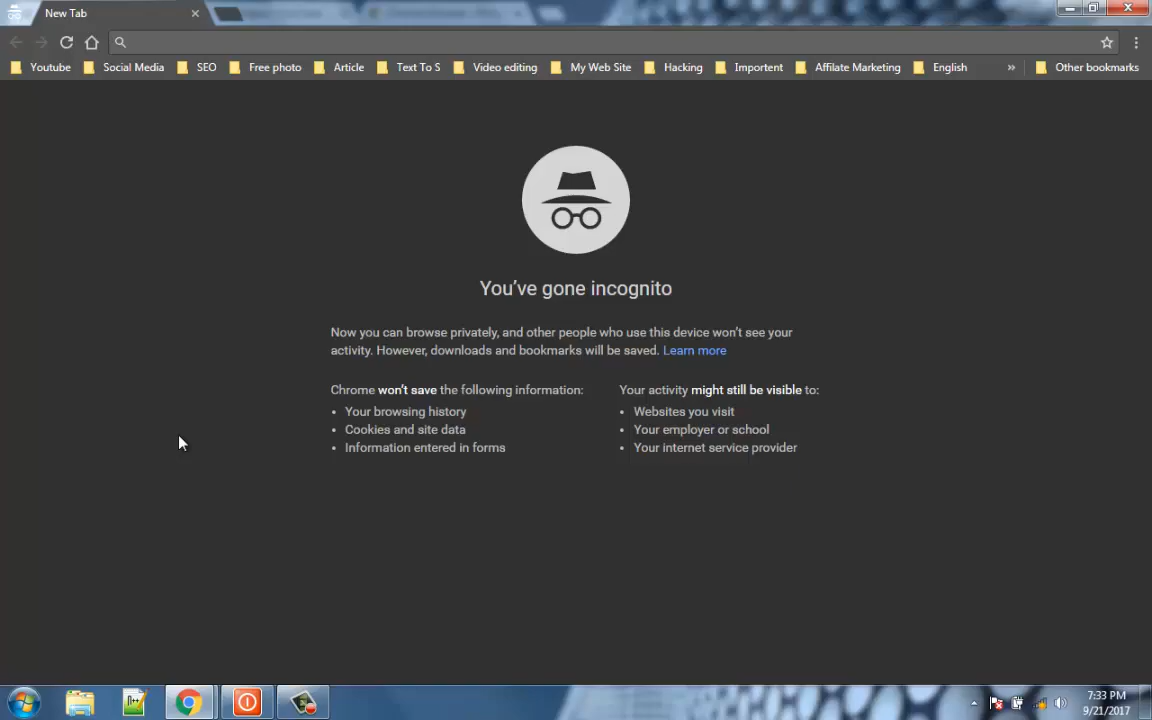 New Tab
Youtube Social Media SEO Free photo Article Text To S Video editing My Web Site Hacking Importent Affilate Marketing English » Other bookmarks
You've gone incognito
Now you can browse privately, and other people who use this device won't see your
activity. However, downloads and bookmarks will be saved. Learn more
Chrome won't save the following information:
• Your browsing history
• Cookies and site data
• Information entered in forms
Your activity might still be visible to:
• Websites you visit
• Your employer or school
• Your internet service provider
7:33 PM
9/21/2017